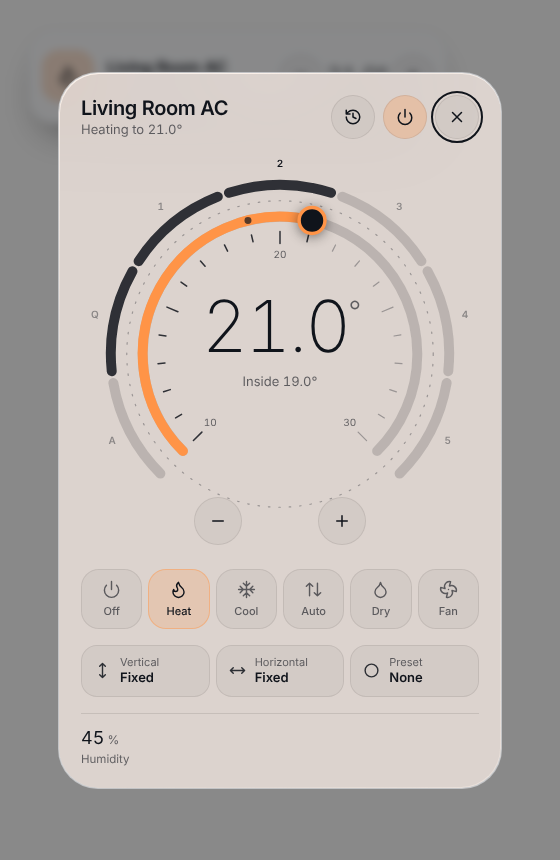 Living Room AC
Heating to 21.0°
2
1
3
Q
4
A
5
20
10
30
21.0°
Inside 19.0°
Off
Heat
Cool
Auto
Dry
Fan
Vertical
Fixed
Horizontal
Fixed
Preset
None
45 %
Humidity